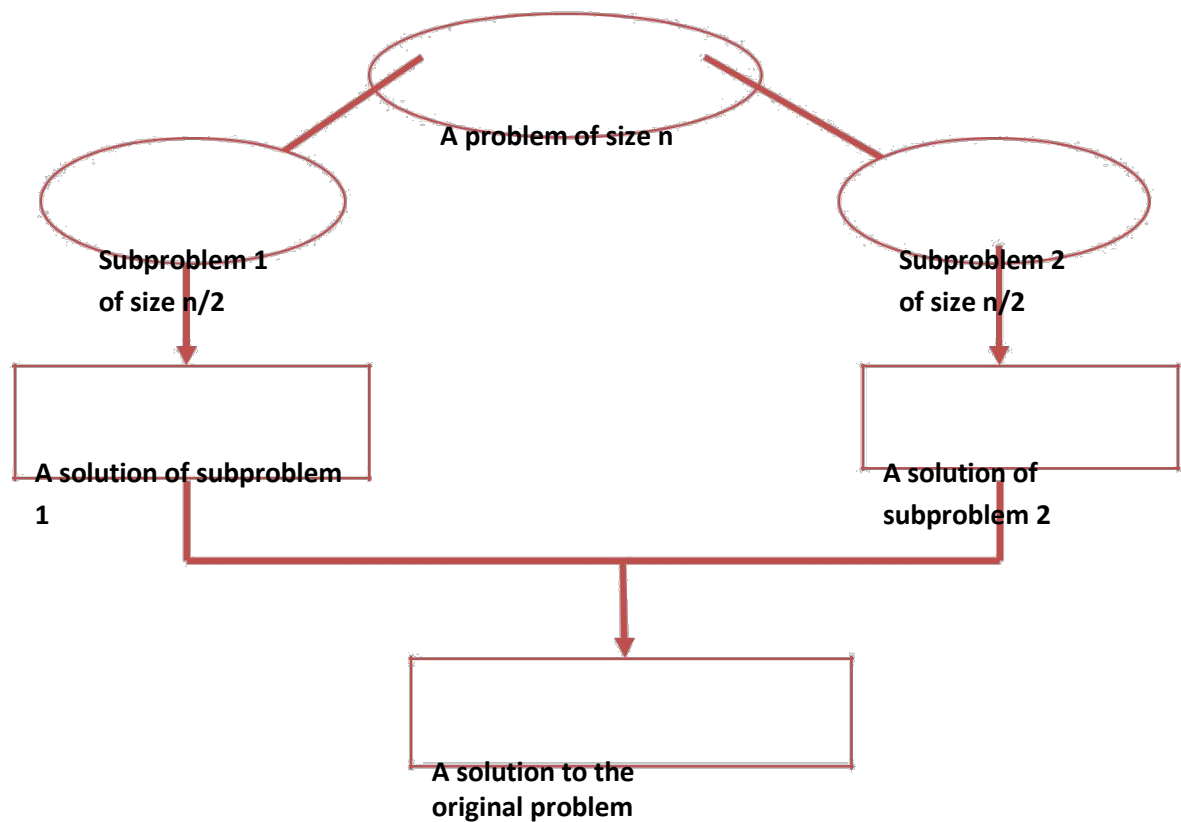 A problem of size n
Subproblem 1
of size n/2
Subproblem 2
of size n/2
A solution of subproblem
1
A solution of
subproblem 2
A solution to the
original problem